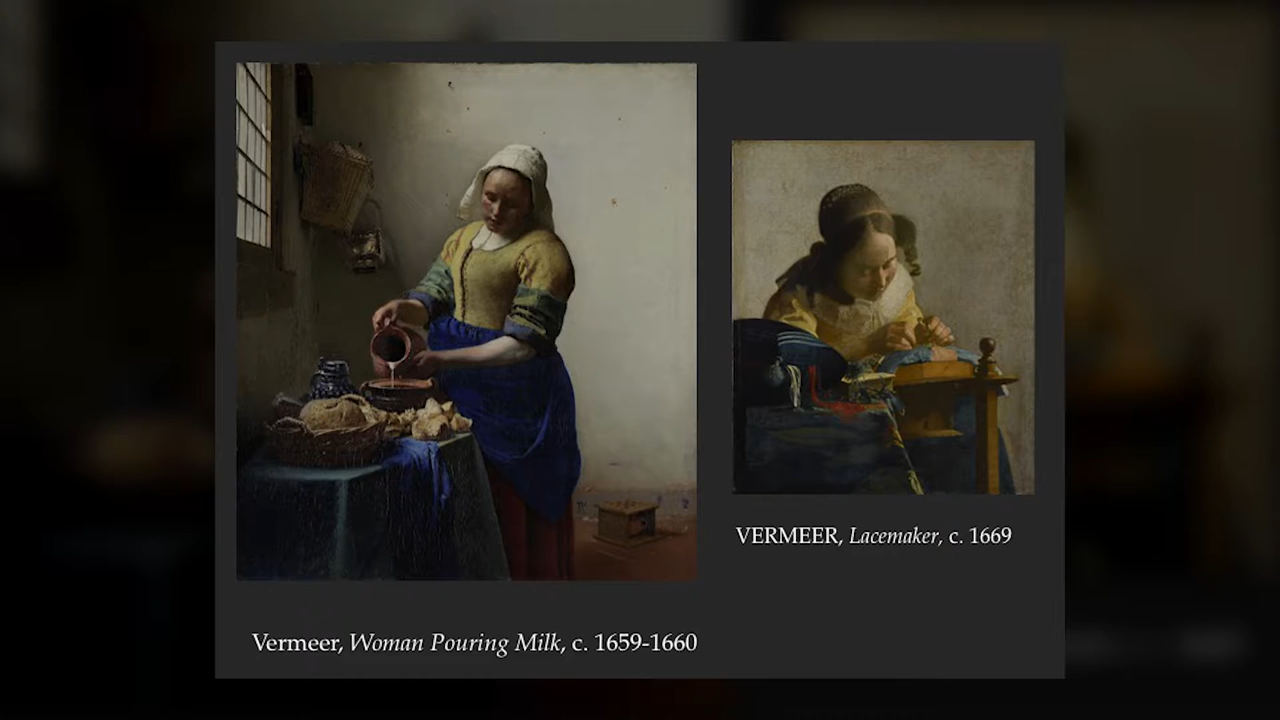 VERMEER, Lacemaker, c. 1669
Vermeer, Woman Pouring Milk, c. 1659-1660